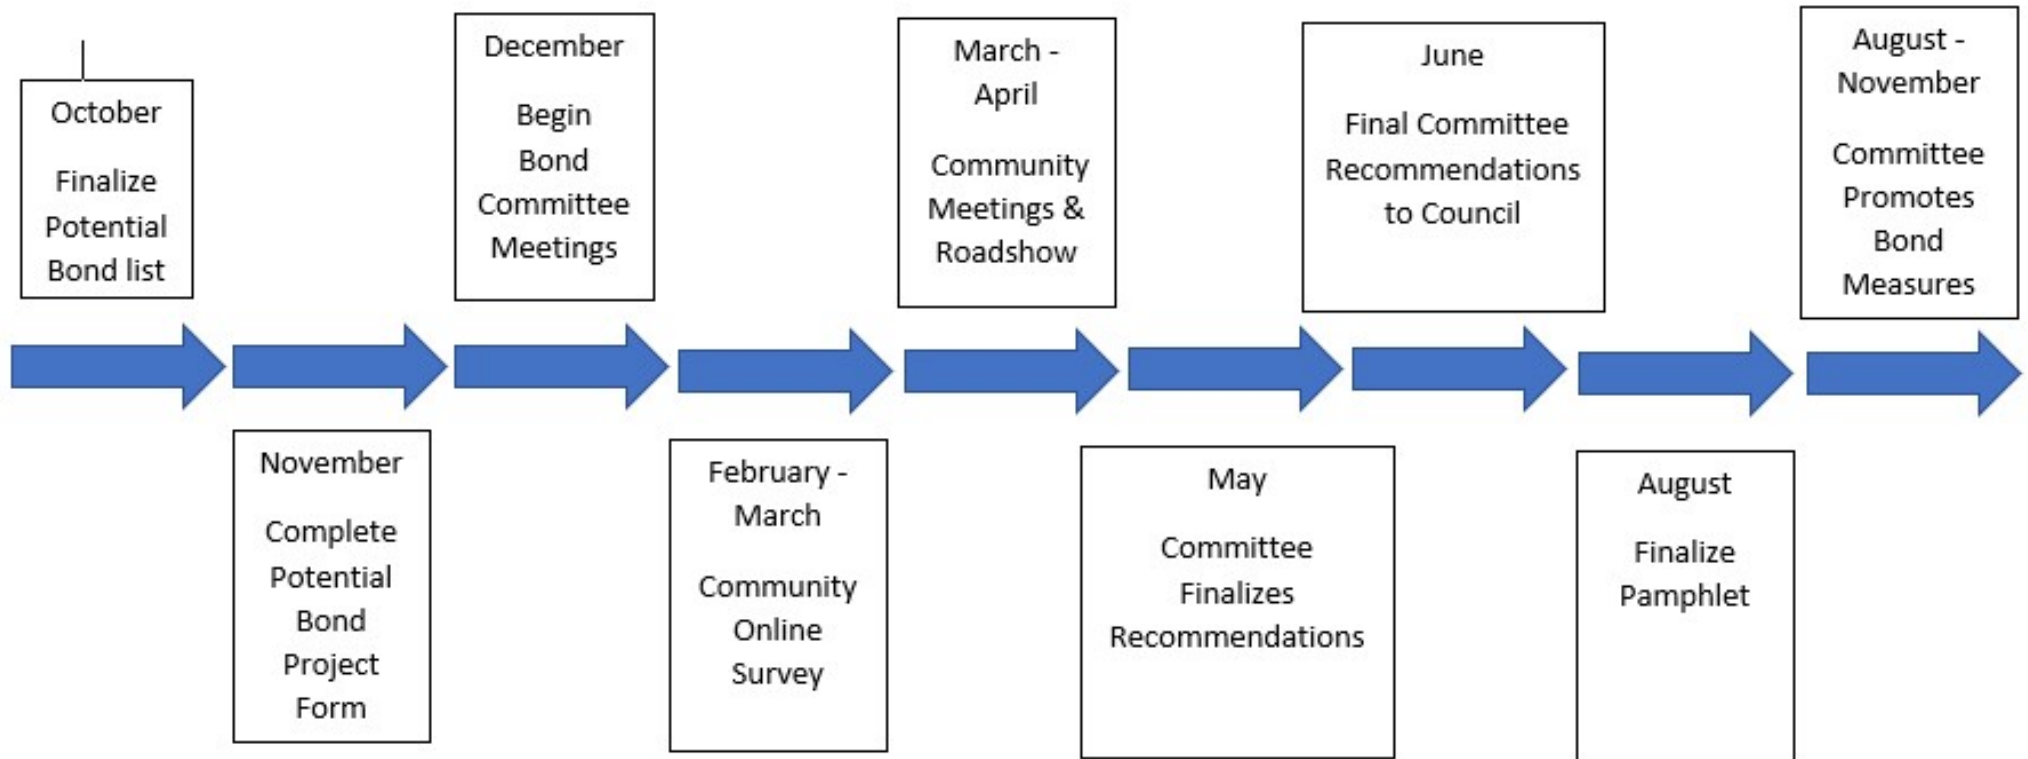 October
Finalize
Potential
Bond list
November
Complete
Potential
Bond
Project
Form
December
Begin
Bond
Committee
Meetings
February -
March
Community
Online
Survey
March -
April
Community
Meetings &
Roadshow
May
Committee
Finalizes
Recommendations
June
Final Committee
Recommendations
to Council
August
Finalize
Pamphlet
August -
November
Committee
Promotes
Bond
Measures